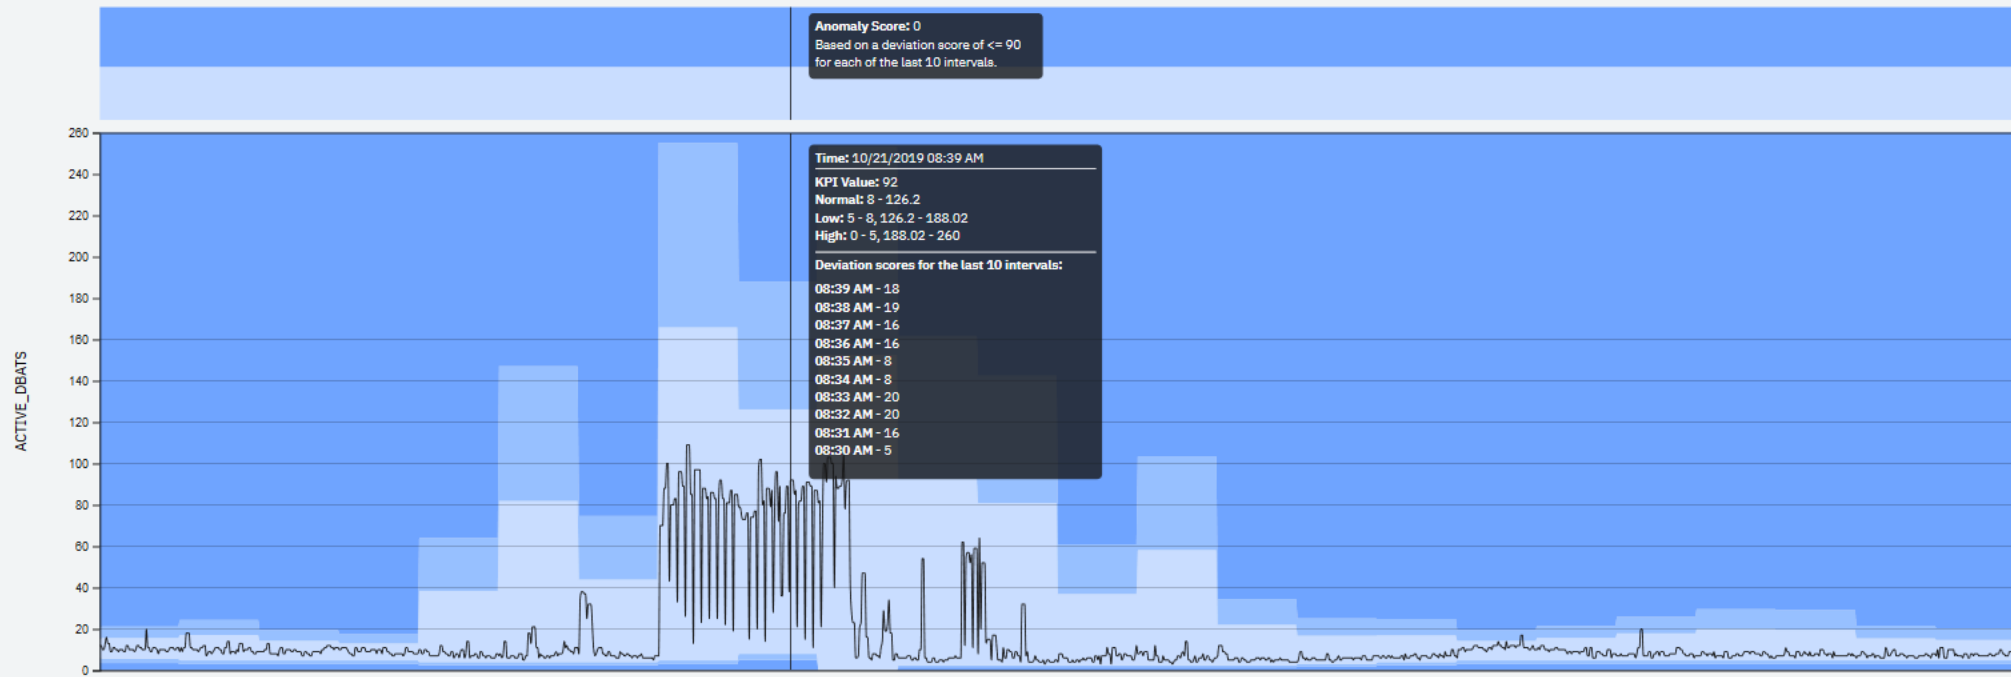 Anomaly Score: 0
Based on a deviation score of <= 90
for each of the last 10 intervals.
260
240
220
200
180
160
140
120
100
80
60
40
20
0
ACTIVE_DBATS
Time: 10/21/2019 08:39 AM
KPI Value: 92
Normal: 8 - 126.2
Low: 5 - 8, 126.2 - 188.02
High: 0 - 5, 188.02 - 260
Deviation scores for the last 10 intervals:
08:39 AM - 18
08:38 AM - 19
08:37 AM - 16
08:36 AM - 16
08:35 AM - 8
08:34 AM - 8
08:33 AM - 20
08:32 AM - 20
08:31 AM - 16
08:30 AM - 5